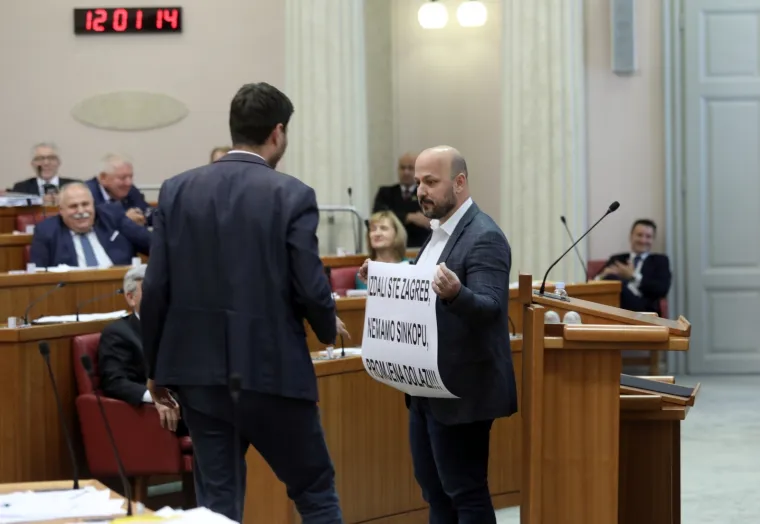 12:01:14
IZDALI STE ZAGREB,
NEMAMO SINKOPU,
PROMJENA DOLAZI!!!